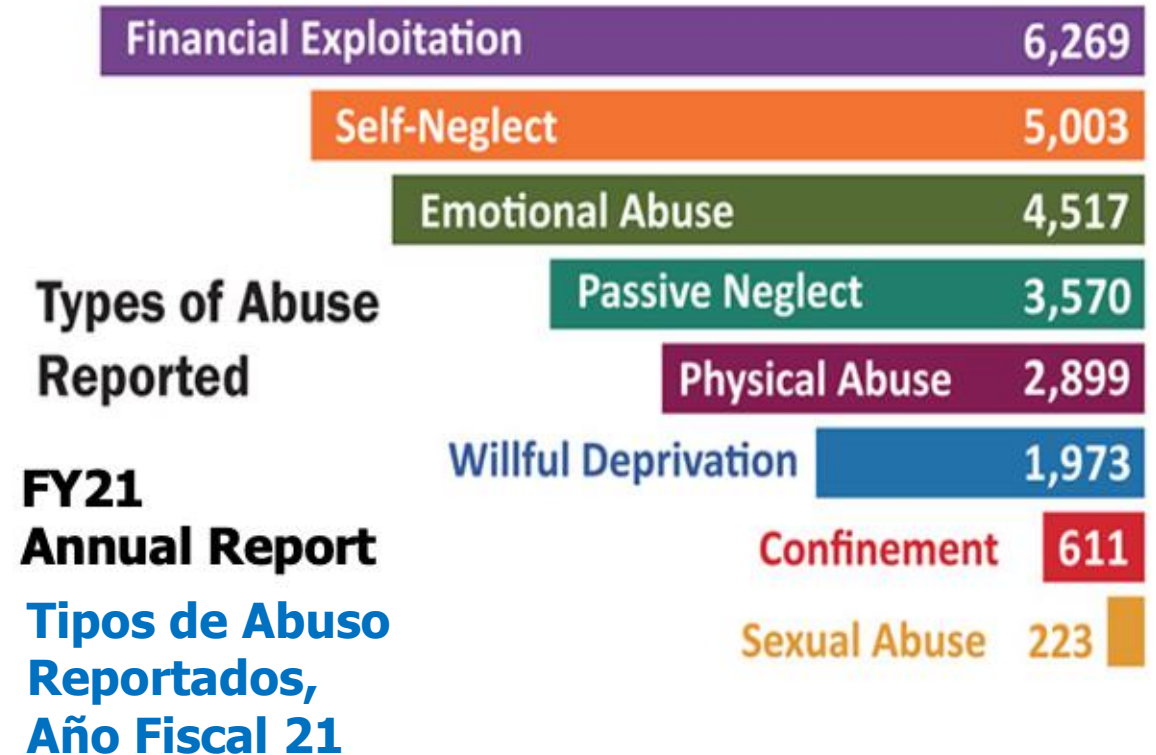 Financial Exploitation 6,269
Self-Neglect 5,003
Emotional Abuse 4,517
Passive Neglect 3,570
Physical Abuse 2,899
Willful Deprivation 1,973
Confinement 611
Sexual Abuse 223
Types of Abuse
Reported
FY21
Annual Report
Tipos de Abuso
Reportados,
Año Fiscal 21